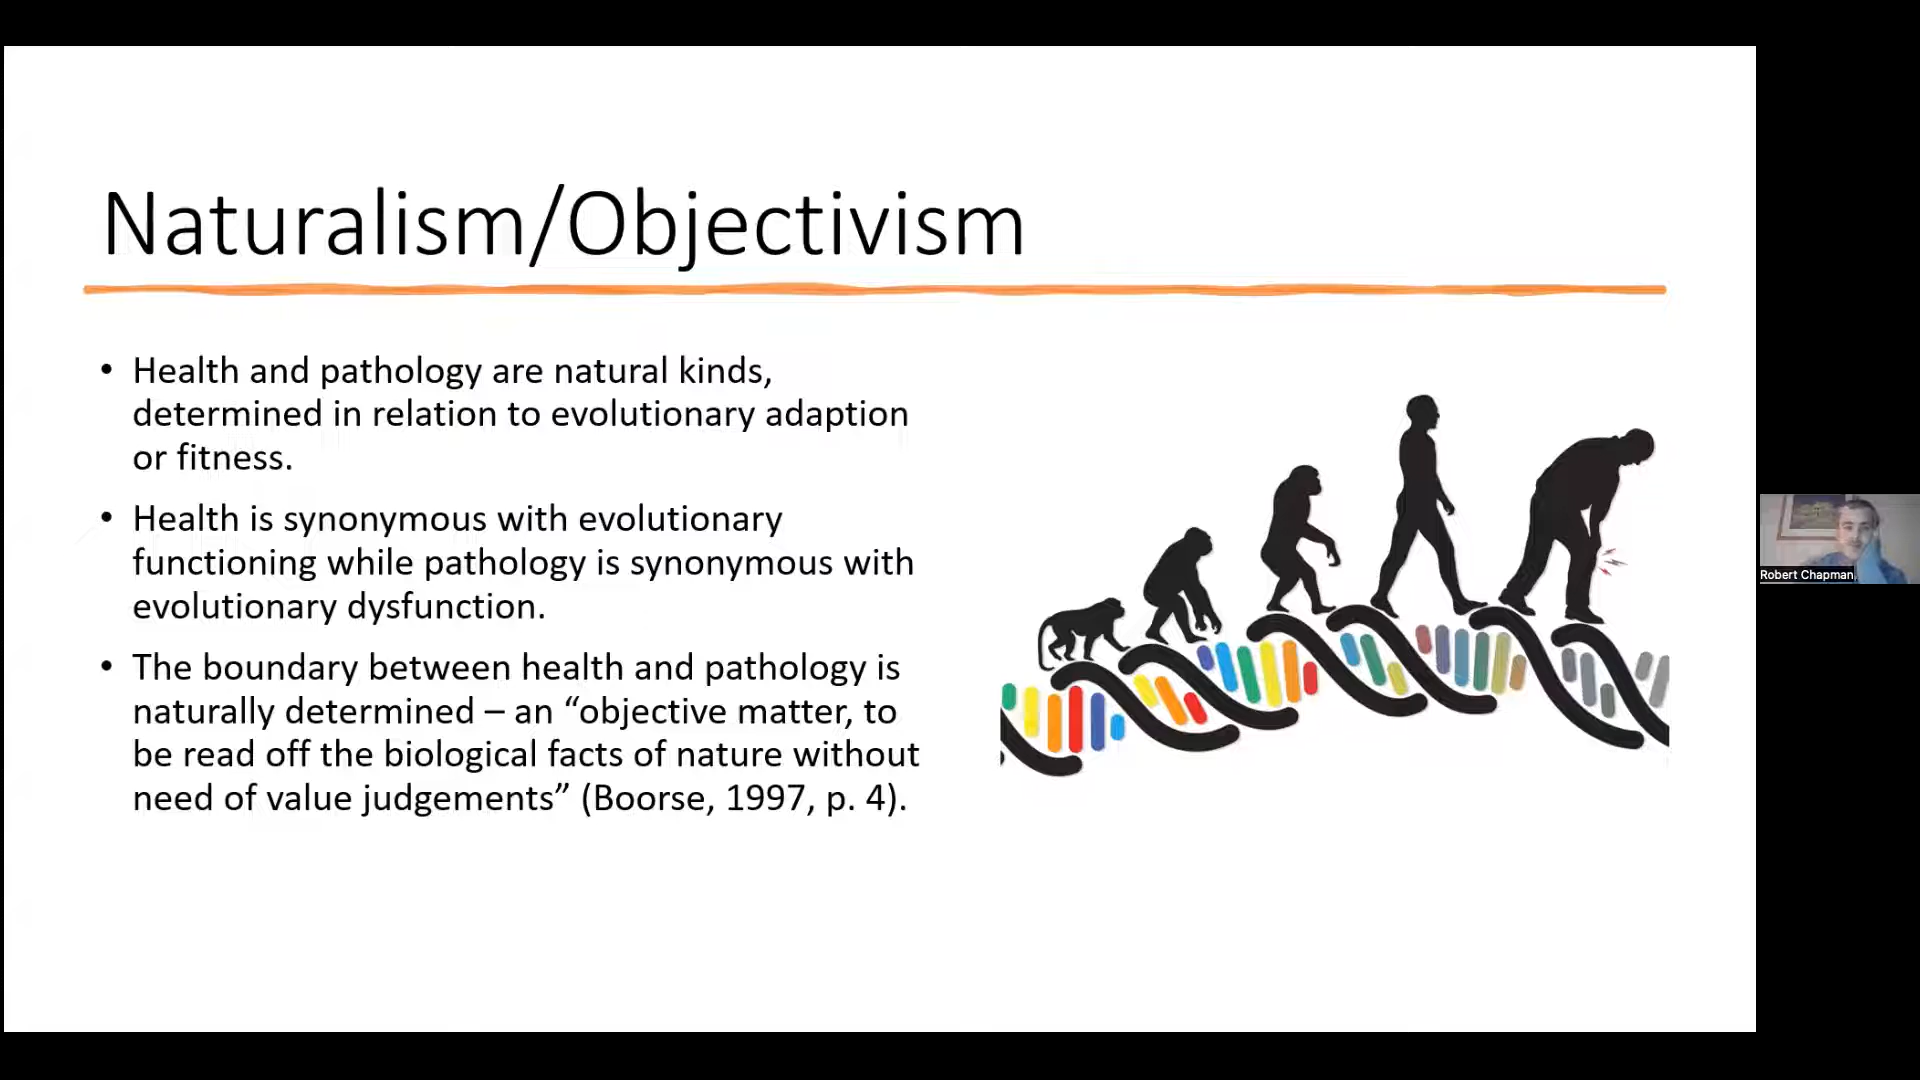 Naturalism/Objectivism
• Health and pathology are natural kinds,
determined in relation to evolutionary adaption
or fitness.
• Health is synonymous with evolutionary
functioning while pathology is synonymous with
evolutionary dysfunction.
• The boundary between health and pathology is
naturally determined – an “objective matter, to
be read off the biological facts of nature without
need of value judgements” (Boorse, 1997, p. 4).
Robert Chapman